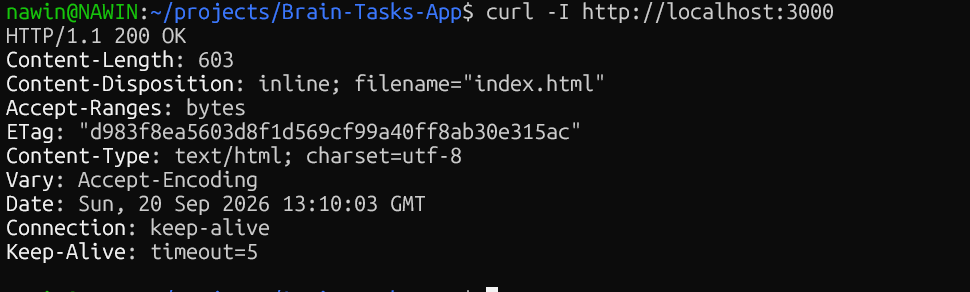 nawin@NAWIN:~/projects/Brain-Tasks-App$ curl -I http://localhost:3000
HTTP/1.1 200 OK
Content-Length: 603
Content-Disposition: inline; filename="index.html"
Accept-Ranges: bytes
ETag: "d983f8ea5603d8f1d569cf99a40ff8ab30e315ac"
Content-Type: text/html; charset=utf-8
Vary: Accept-Encoding
Date: Sun, 20 Sep 2026 13:10:03 GMT
Connection: keep-alive
Keep-Alive: timeout=5